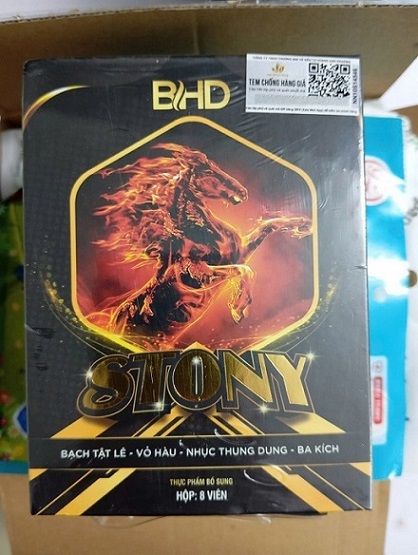 TEM CHỐNG HÀNG GIẢ
BHD
STONY
BẠCH TẬT LÊ - VỎ HÀU - NHỤC THUNG DUNG - BA KÍCH
THỰC PHẨM BỔ SUNG
HỘP: 8 VIÊN